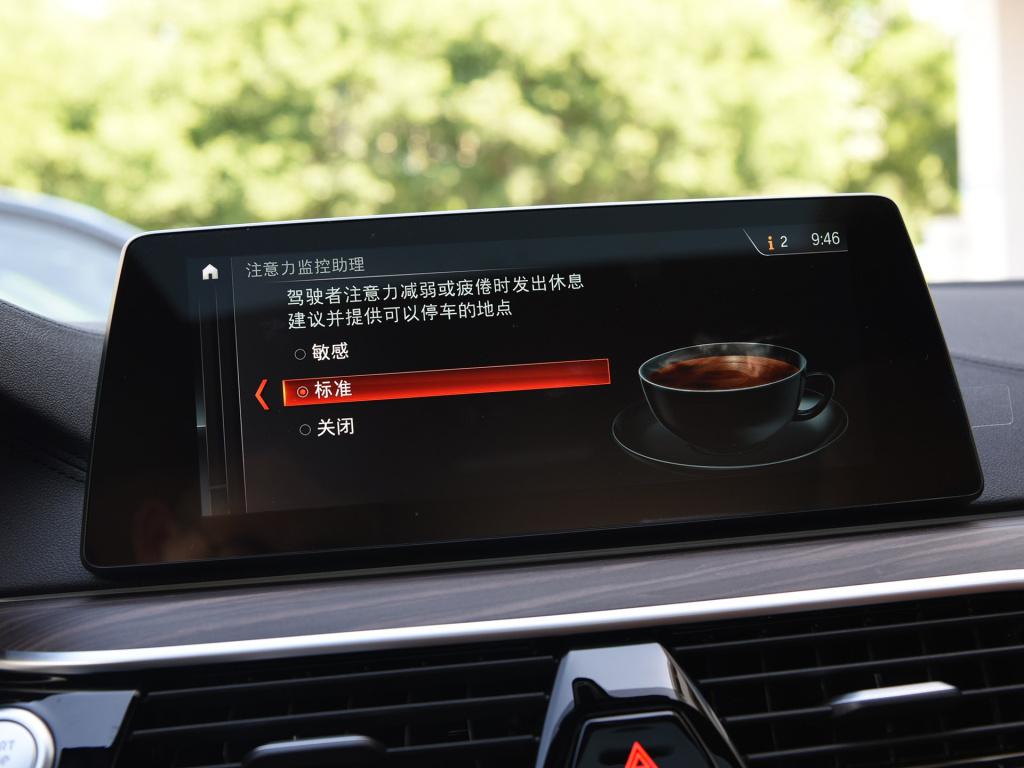 注意力监控助理
i 2 9:46
驾驶者注意力减弱或疲倦时发出休息
建议并提供可以停车的地点
敏感
标准
关闭